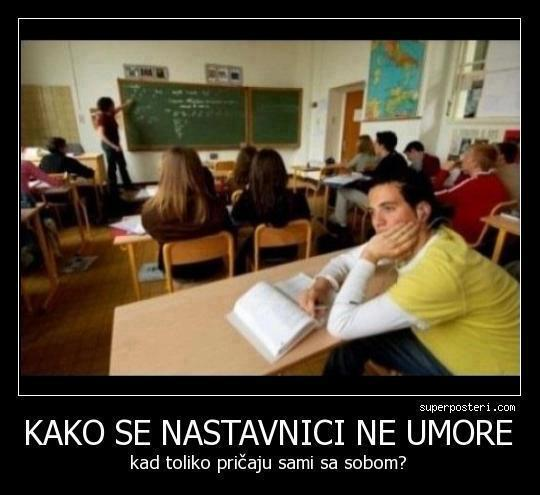 superposteri.com
KAKO SE NASTAVNICI NE UMORE
kad toliko pričaju sami sa sobom?